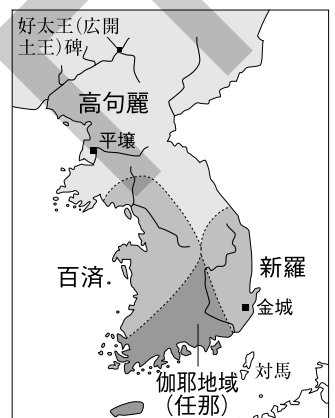 好太王(広開
土王)碑
高句麗
平壌
百済
新羅
金城
対馬
伽耶地域
(任那)